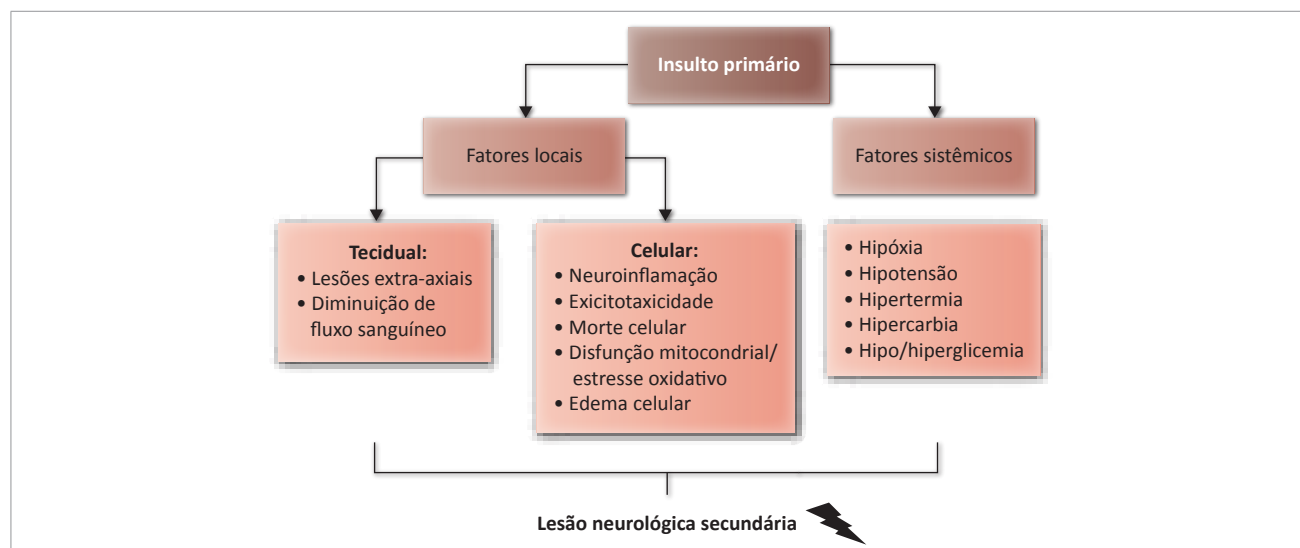 Insulto primário
Fatores locais
Fatores sistêmicos
Tecidual:
• Lesões extra-axiais
• Diminuição de
fluxo sanguíneo
Celular:
• Neuroinflamação
• Exicitotaxicidade
• Morte celular
• Disfunção mitocondrial/
estresse oxidativo
• Edema celular
• Hipóxia
• Hipotensão
• Hipertermia
• Hipercarbia
• Hipo/hiperglicemia
Lesão neurológica secundária